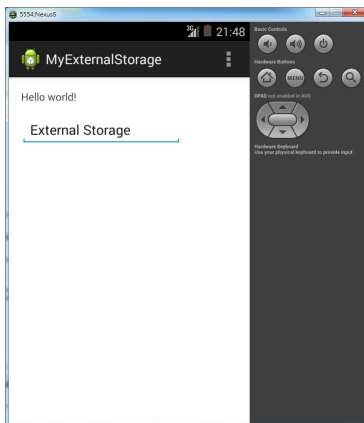 5554:NexusS
3G 21:48
MyExternalStorage
Hello world!
External Storage
Basic Controls
Hardware Buttons
MENU
DPAD not enabled in AVD
Hardware Keyboard
Use your physical keyboard to provide input